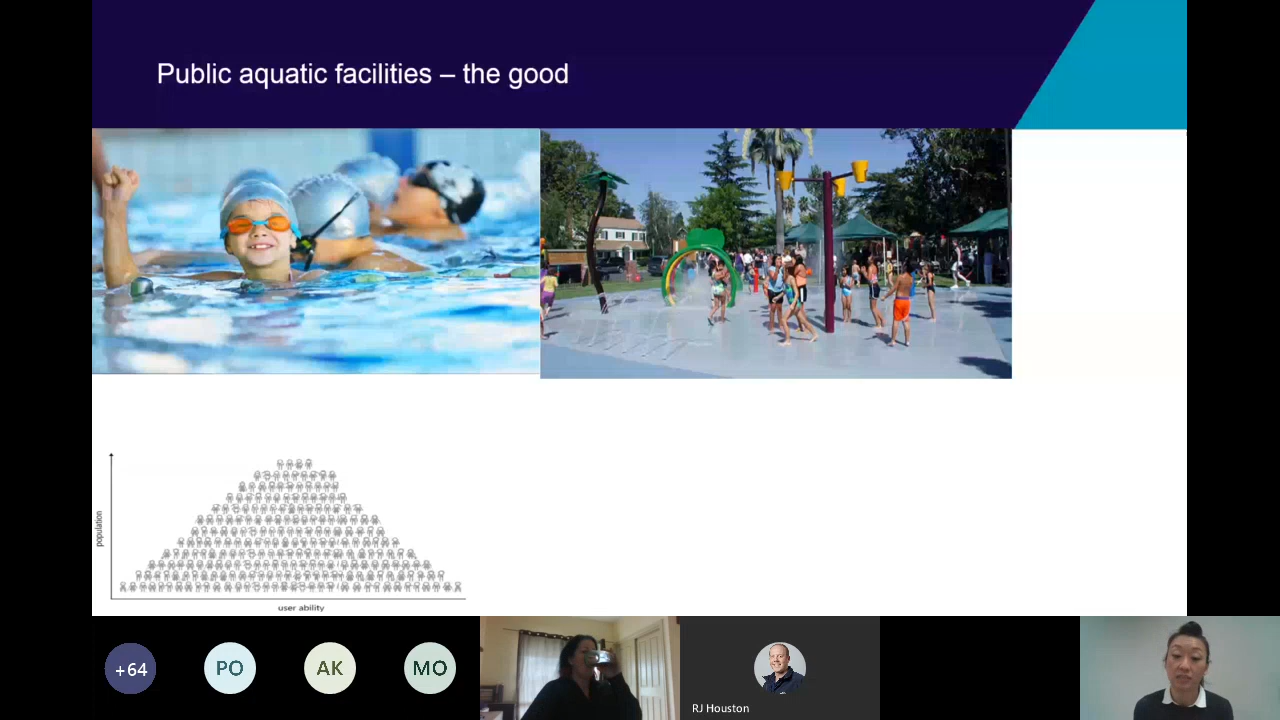 Public aquatic facilities – the good
population
user ability
+64
PO
AK
MO
RJ Houston